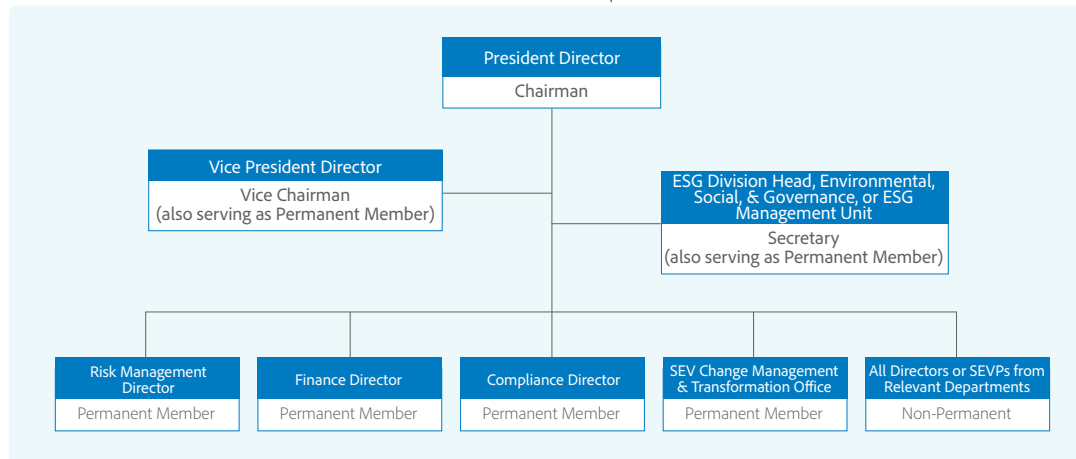 President Director
Chairman
Vice President Director
Vice Chairman
(also serving as Permanent Member)
ESG Division Head, Environmental,
Social, & Governance, or ESG
Management Unit
Secretary
(also serving as Permanent Member)
Risk Management
Director
Permanent Member
Finance Director
Permanent Member
Compliance Director
Permanent Member
SEV Change Management
& Transformation Office
Permanent Member
All Directors or SEVPs from
Relevant Departments
Non-Permanent